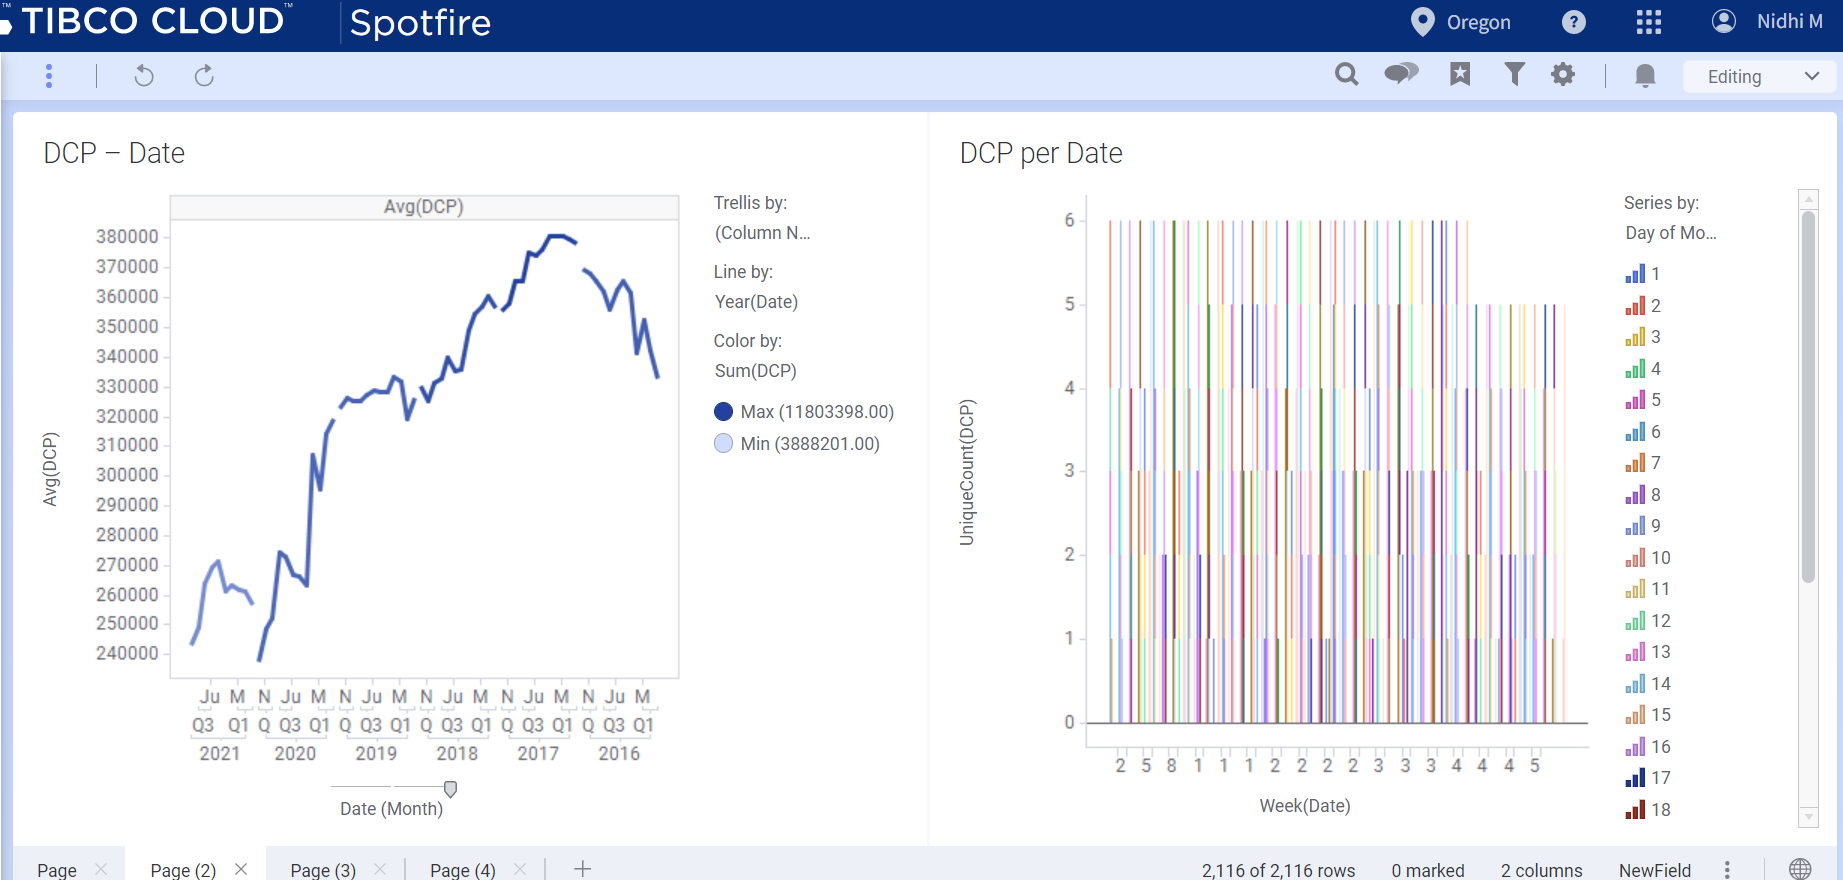 TIBCO CLOUD™ Spotfire
Oregon
?
Nidhi M
Editing
DCP – Date
Avg(DCP)
380000
370000
360000
350000
340000
330000
320000
310000
300000
290000
280000
270000
260000
250000
240000
Avg(DCP)
Ju M N Ju M N Ju M N Ju M N Ju M N Ju M
Q3 Q1 Q Q3 Q1 Q Q3 Q1 Q Q3 Q1 Q Q3 Q1 Q Q3 Q1
2021 2020 2019 2018 2017 2016
Date (Month)
Trellis by:
(Column N...
Line by:
Year(Date)
Color by:
Sum(DCP)
Max (11803398.00)
Min (3888201.00)
DCP per Date
6
5
4
3
2
1
0
UniqueCount(DCP)
2 5 8 1 1 1 2 2 2 2 3 3 3 4 4 4 5
Week(Date)
Series by:
Day of Mo...
1
2
3
4
5
6
7
8
9
10
11
12
13
14
15
16
17
18
Page
Page (2)
Page (3)
Page (4)
2,116 of 2,116 rows
0 marked
2 columns
NewField